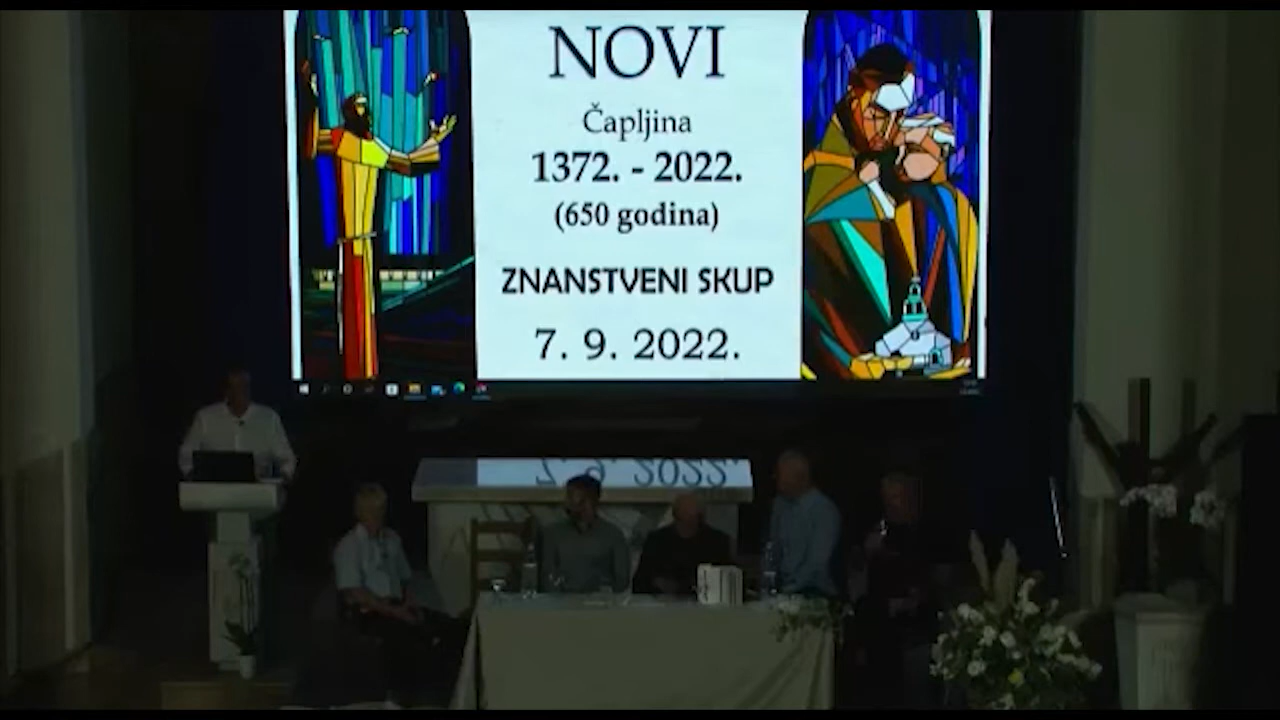 NOVI
Čapljina
1372. - 2022.
(650 godina)
ZNANSTVENI SKUP
7. 9. 2022.